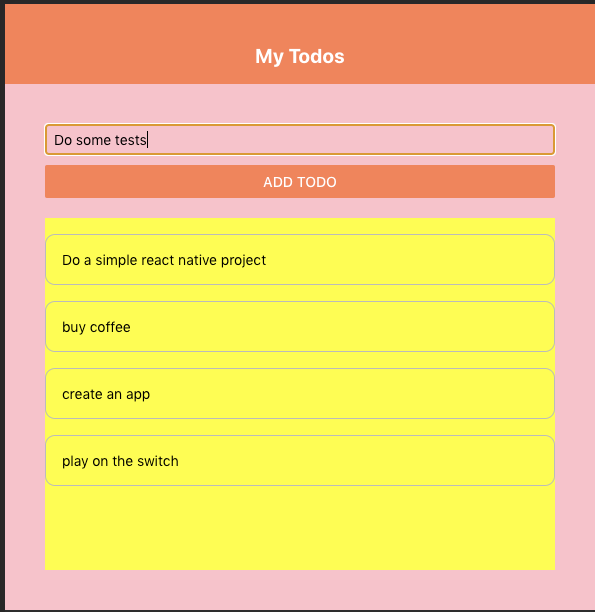 My Todos
Do some tests
ADD TODO
Do a simple react native project
buy coffee
create an app
play on the switch